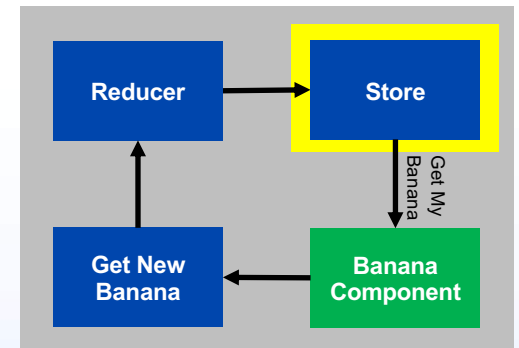 Reducer
Store
Get My
Banana
Get New
Banana
Banana
Component